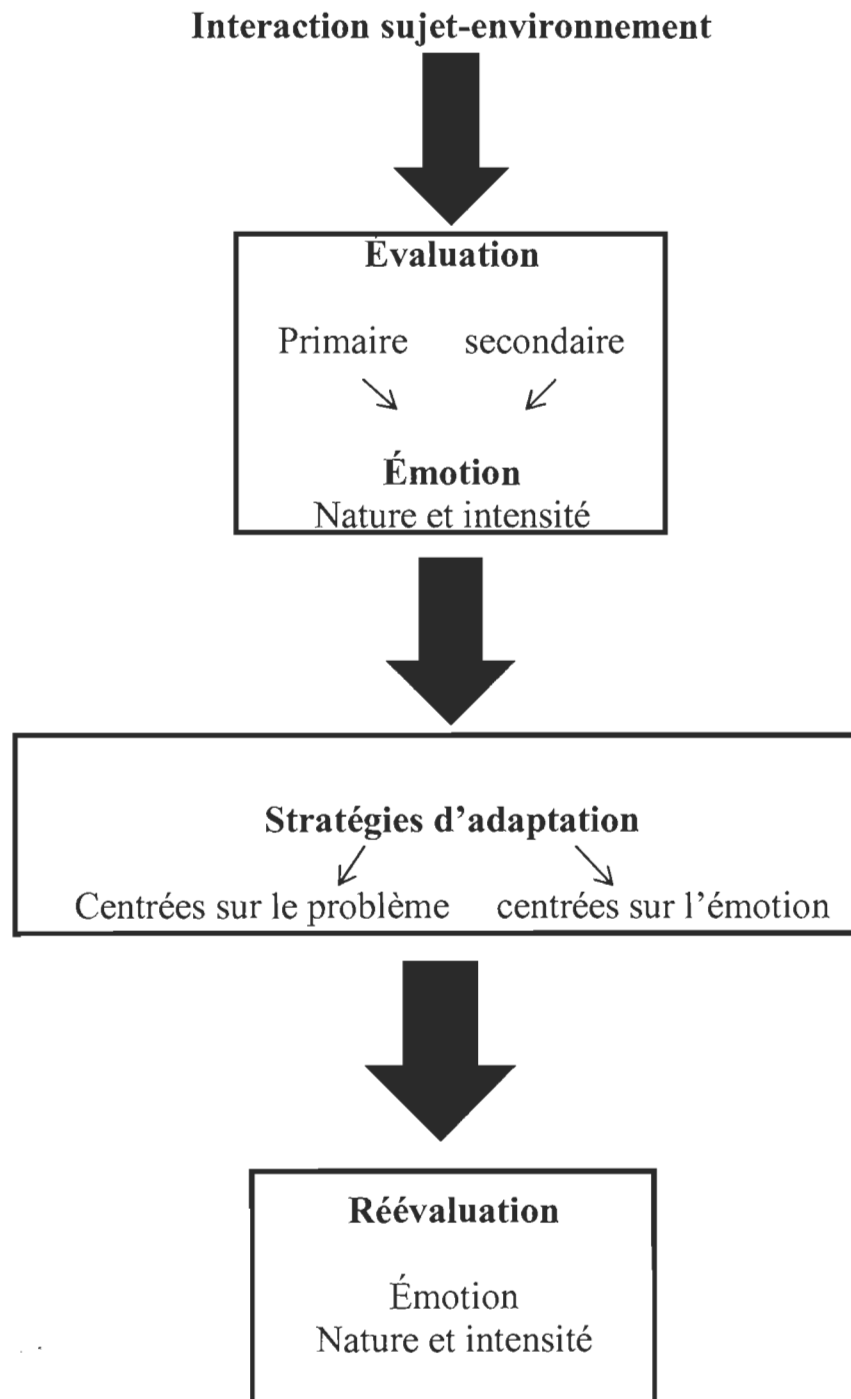 Interaction sujet-environnement
Évaluation
Primaire secondaire
Émotion
Nature et intensité
Stratégies d'adaptation
Centrées sur le problème centrées sur l'émotion
Réévaluation
Émotion
Nature et intensité